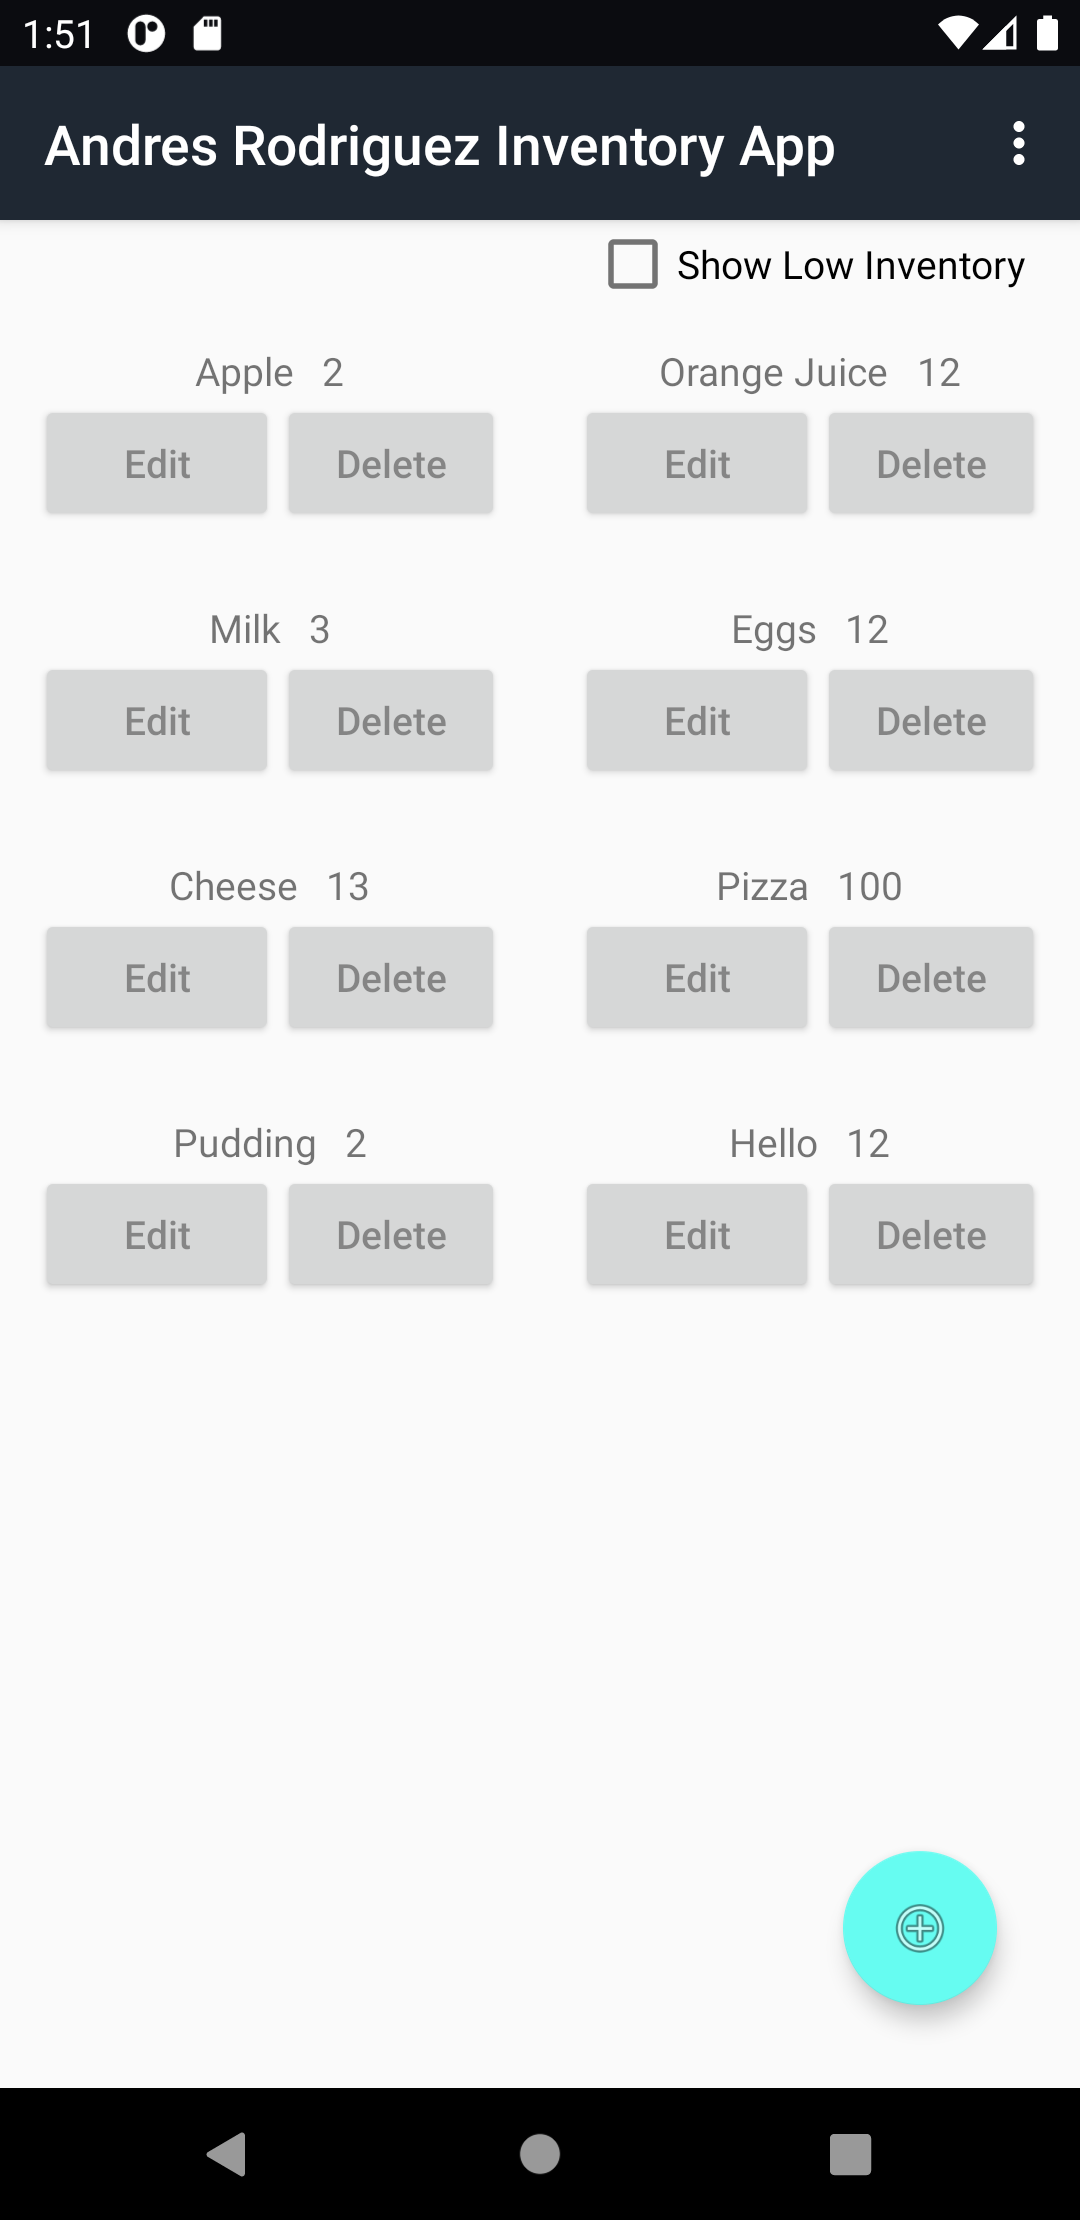 1:51
Andres Rodriguez Inventory App
Show Low Inventory
Apple 2 Orange Juice 12
Edit Delete Edit Delete
Milk 3 Eggs 12
Edit Delete Edit Delete
Cheese 13 Pizza 100
Edit Delete Edit Delete
Pudding 2 Hello 12
Edit Delete Edit Delete